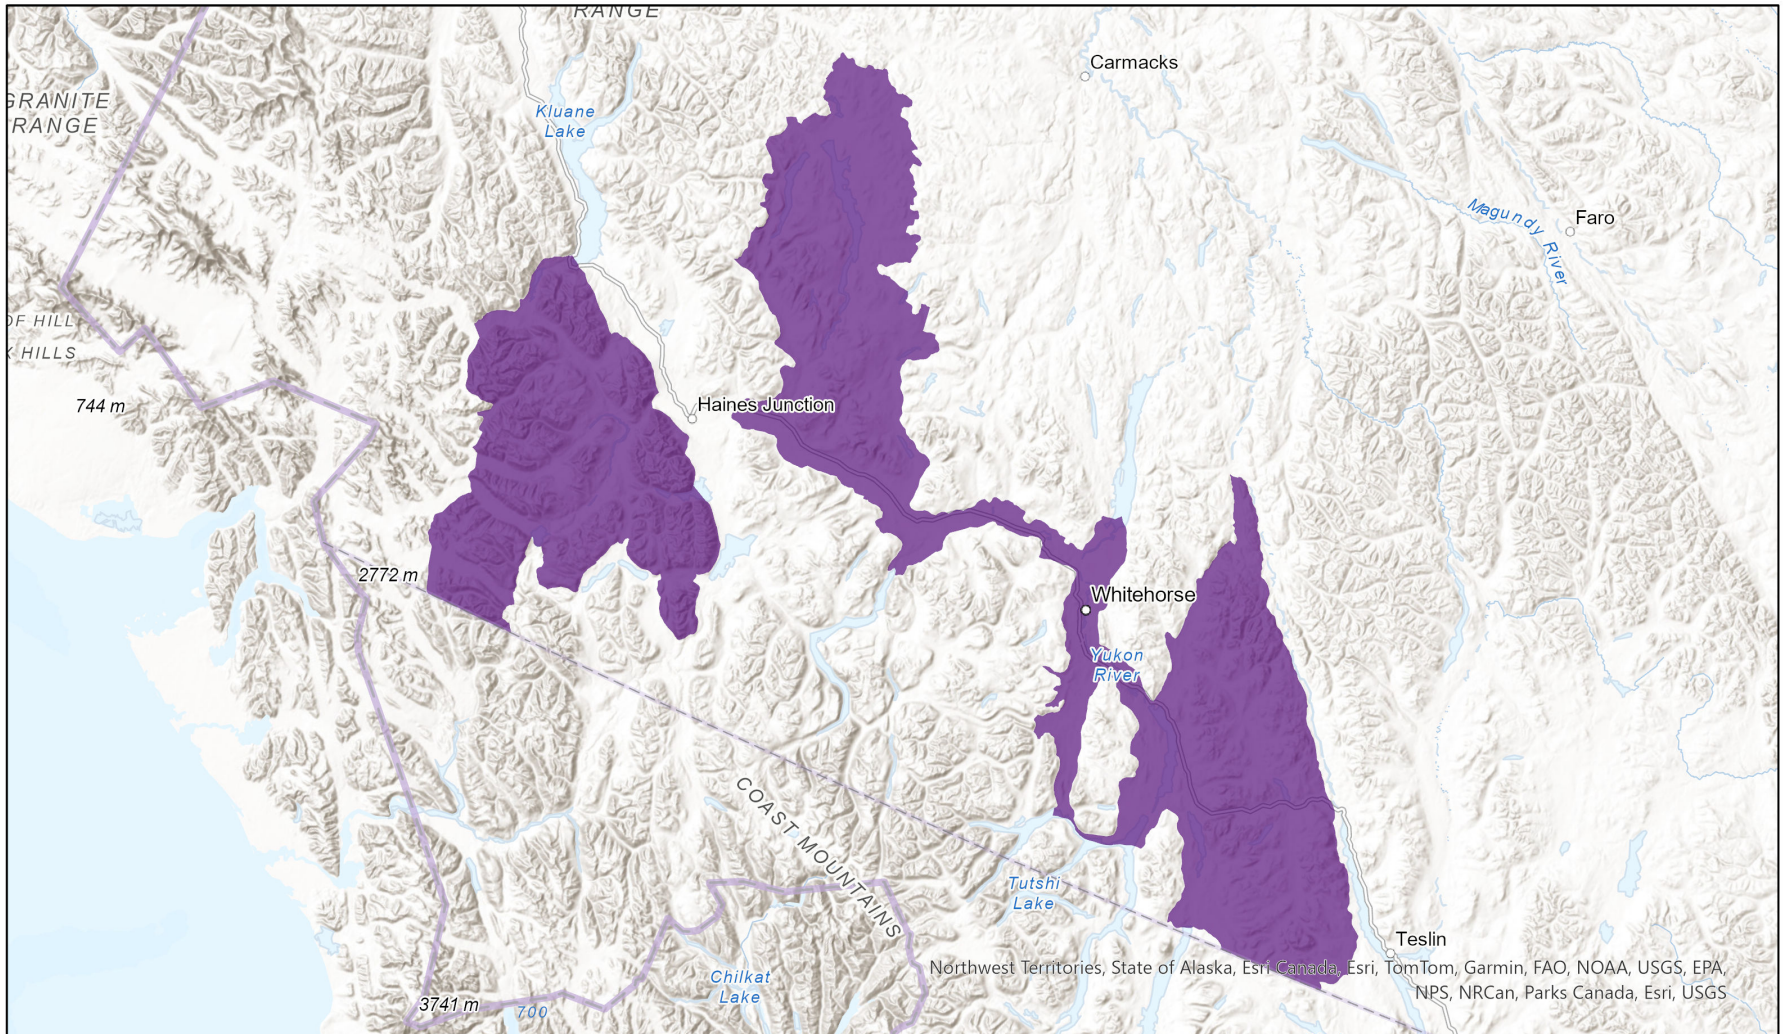 RANGE
Carmacks
GRANITE
RANGE
Kluane
Lake
Magundy River
Faro
OF HILL
HILLS
744 m
Haines Junction
2772 m
Whitehorse
Yukon
River
COAST MOUNTAINS
Tutshi
Lake
Teslin
Northwest Territories, State of Alaska, Esri Canada, Esri, TomTom, Garmin, FAO, NOAA, USGS, EPA,
NPS, NRCan, Parks Canada, Esri, USGS
Chilkat
Lake
3741 m
700